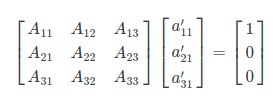 [ A₁₁ A₁₂ A₁₃ ] [ a′₁₁ ] = [ 1 ]
[ A₂₁ A₂₂ A₂₃ ] [ a′₂₁ ] = [ 0 ]
[ A₃₁ A₃₂ A₃₃ ] [ a′₃₁ ] = [ 0 ]